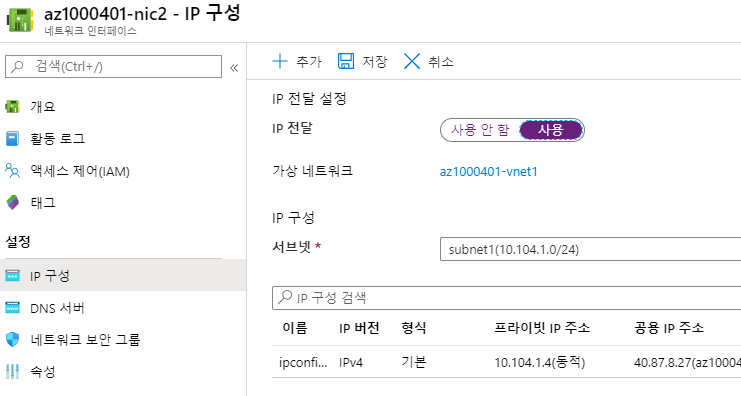 az1000401-nic2 - IP 구성
네트워크 인터페이스
검색(Ctrl+/)
«
개요
활동 로그
액세스 제어(IAM)
태그
설정
IP 구성
DNS 서버
네트워크 보안 그룹
속성
추가 저장 취소
IP 전달 설정
IP 전달 사용 안 함 사용
가상 네트워크 az1000401-vnet1
IP 구성
서브넷 * subnet1(10.104.1.0/24)
IP 구성 검색
이름 IP 버전 형식 프라이빗 IP 주소 공용 IP 주소
ipconfi... IPv4 기본 10.104.1.4(동적) 40.87.8.27(az10004